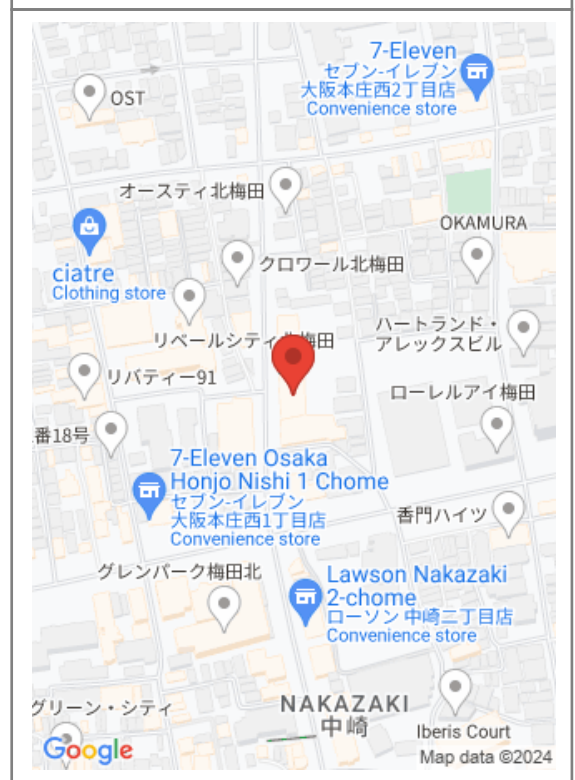 7-Eleven
セブン-イレブン
大阪本庄西2丁目店
Convenience store
OST
オースティ北梅田
OKAMURA
クロワール北梅田
ciatre
Clothing store
ハートランド・
アレックスビル
リベールシティ北梅田
リバティー91
ローレルアイ梅田
番18号
7-Eleven Osaka
Honjo Nishi 1 Chome
セブン-イレブン
大阪本庄西1丁目店
Convenience store
香門ハイツ
グレンパーク梅田北
Lawson Nakazaki
2-chome
ローソン 中崎二丁目店
Convenience store
グリーン・シティ
NAKAZAKI
中崎
Iberis Court
Google
Map data ©2024